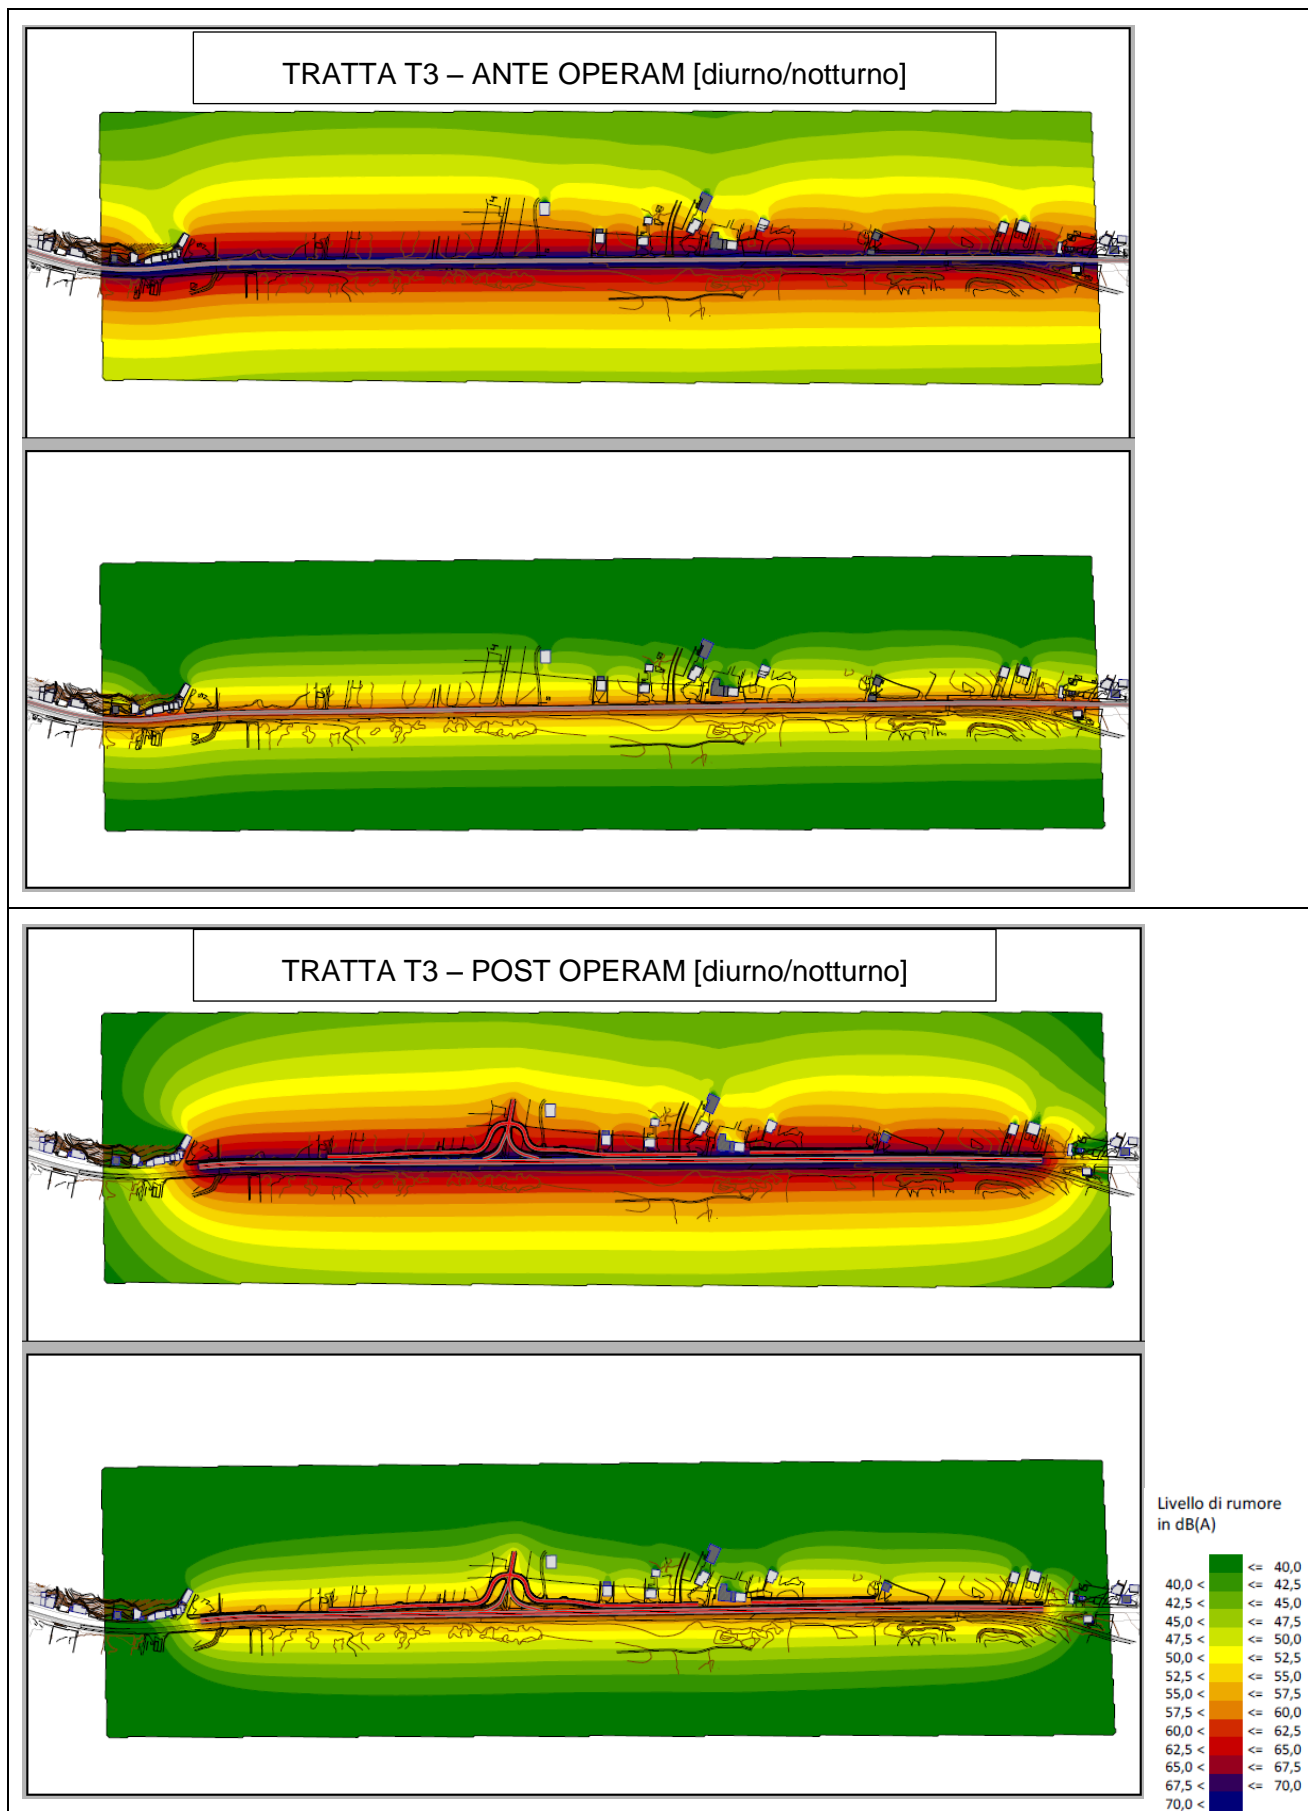 TRATTA T3 – ANTE OPERAM [diurno/notturno]
TRATTA T3 – POST OPERAM [diurno/notturno]
Livello di rumore
in dB(A)
<= 40,0
40,0 < <= 42,5
42,5 < <= 45,0
45,0 < <= 47,5
47,5 < <= 50,0
50,0 < <= 52,5
52,5 < <= 55,0
55,0 < <= 57,5
57,5 < <= 60,0
60,0 < <= 62,5
62,5 < <= 65,0
65,0 < <= 67,5
67,5 < <= 70,0
70,0 <